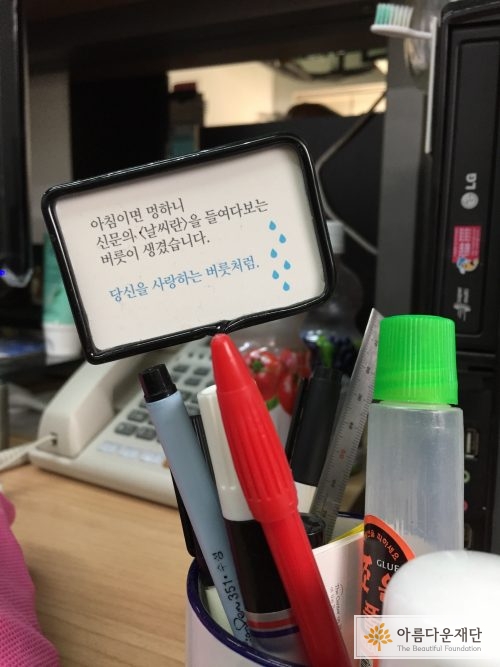 아침이면 멍하니
신문의 <날씨란>을 들여다보는
버릇이 생겼습니다.
당신을 사랑하는 버릇처럼.
LG
GLUE
아름다운재단
The Beautiful Foundation